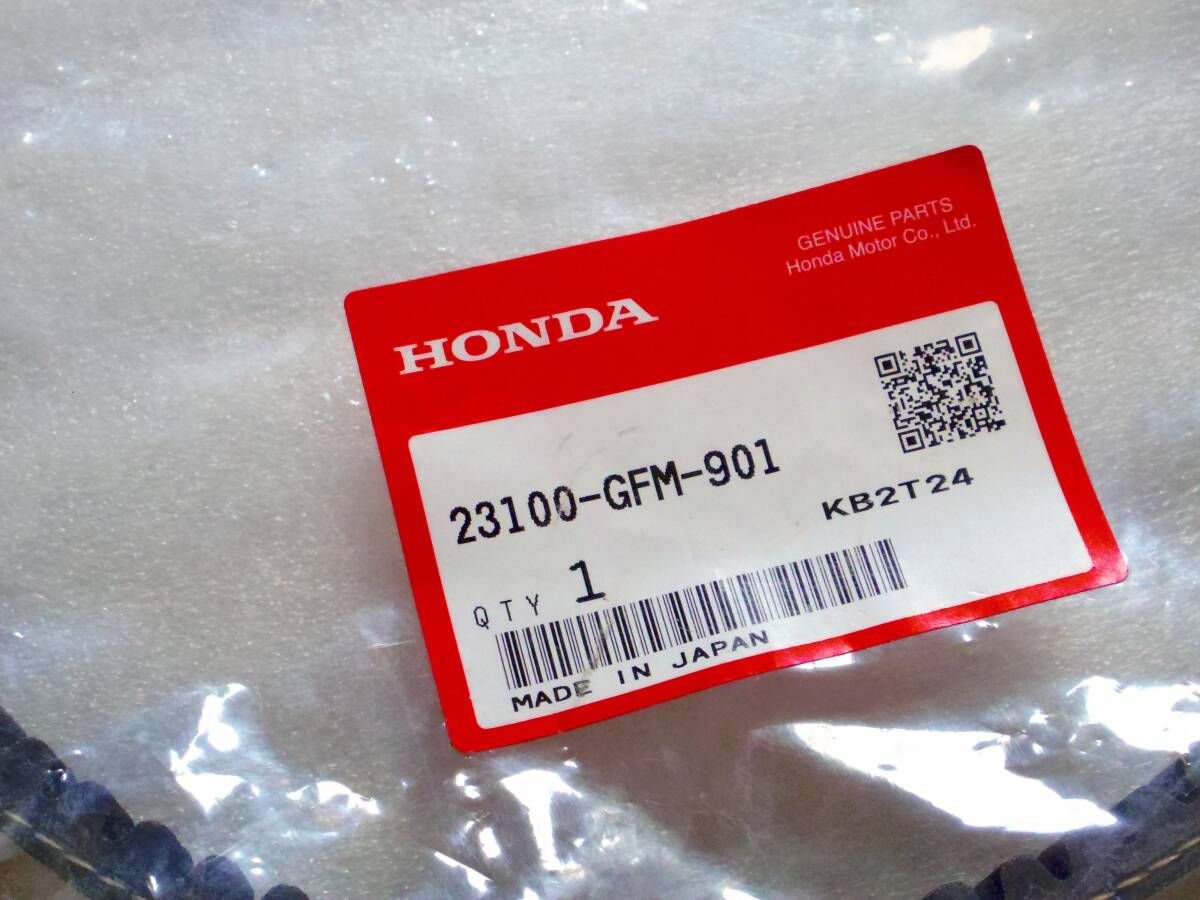 GENUINE PARTS
Honda Motor Co., Ltd.
HONDA
23100-GFM-901
KB2T24
QTY 1
MADE IN JAPAN